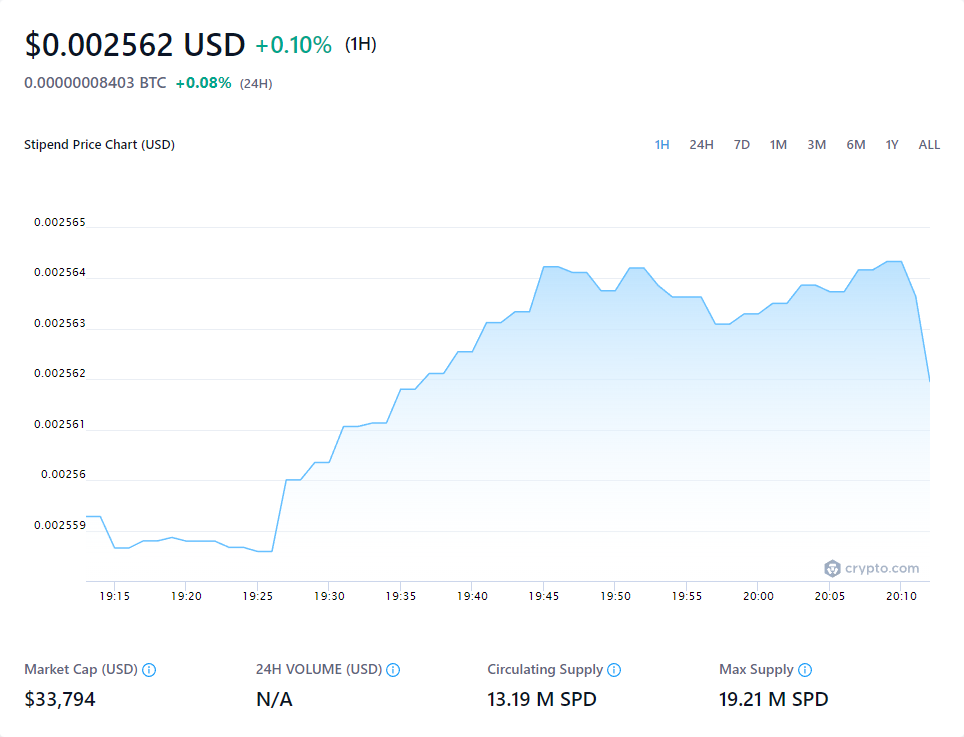 $0.002562 USD +0.10% (1H)
0.00000008403 BTC +0.08% (24H)
Stipend Price Chart (USD)
1H 24H 7D 1M 3M 6M 1Y ALL
0.002565
0.002564
0.002563
0.002562
0.002561
0.00256
0.002559
crypto.com
19:15 19:20 19:25 19:30 19:35 19:40 19:45 19:50 19:55 20:00 20:05 20:10
Market Cap (USD) 24H VOLUME (USD) Circulating Supply Max Supply
$33,794 N/A 13.19 M SPD 19.21 M SPD